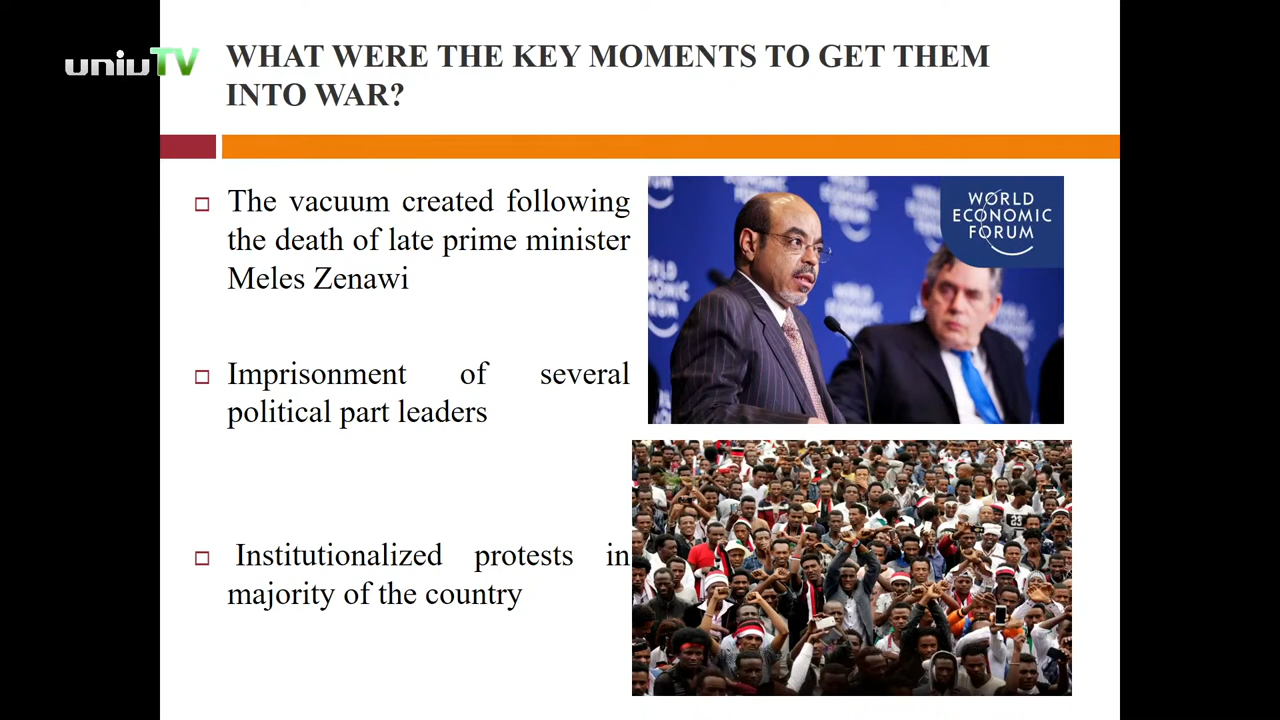 uniuTV
WHAT WERE THE KEY MOMENTS TO GET THEM
INTO WAR?
The vacuum created following
the death of late prime minister
Meles Zenawi
Imprisonment of several
political part leaders
Institutionalized protests in
majority of the country
WORLD
ECONOMIC
FORUM
23